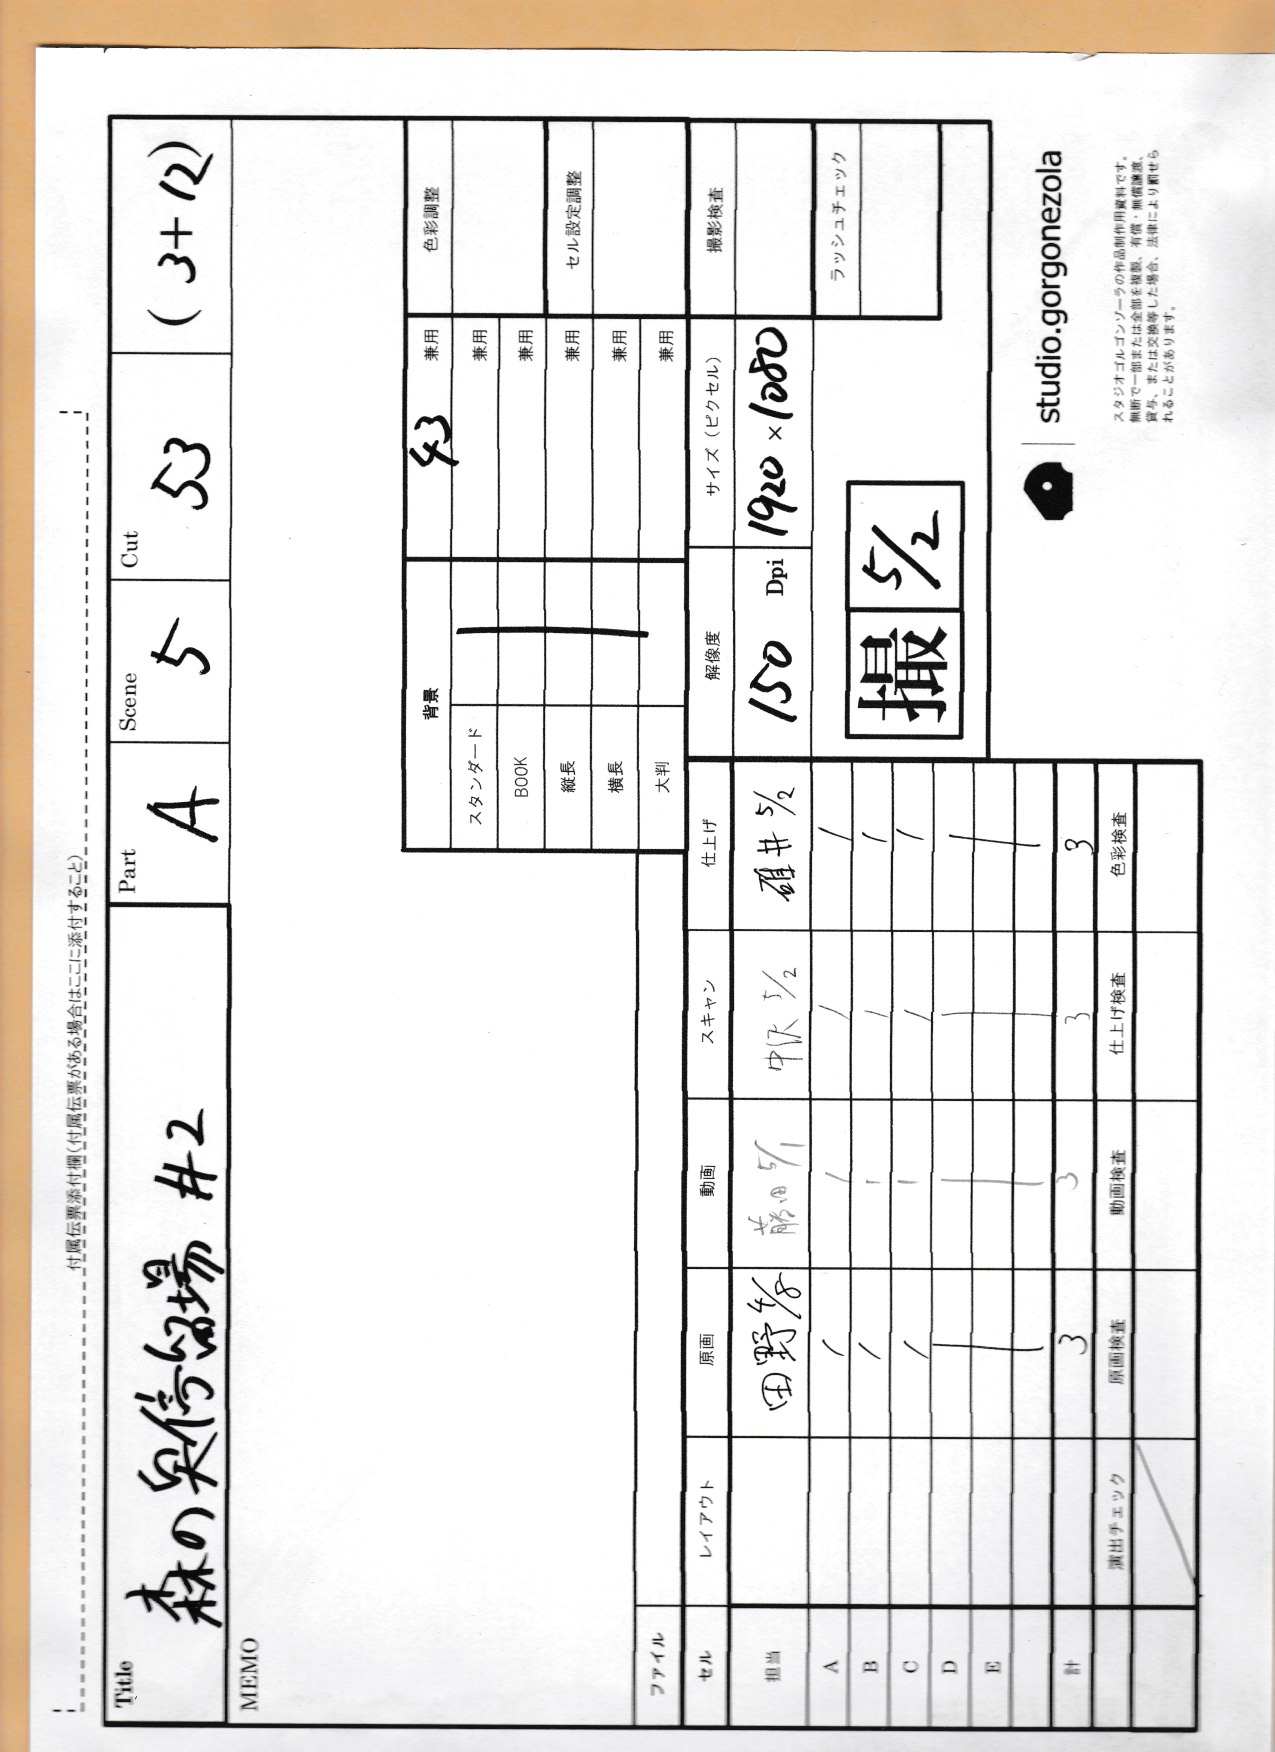 付属伝票添付欄(付属伝票がある場合はここに添付すること)
Title 森の奥停留場 #2
Part A
Scene 5
Cut 53
(3+12)
MEMO
背景 43 兼用
スタンダード 兼用
BOOK 兼用
縦長 兼用
横長 兼用
大判 兼用
色彩調整
セル設定調整
撮影検査
ラッシュチェック
ファイル
セル レイアウト 原画 動画 スキャン 仕上げ
担当 田野 4/8 藤田 5/1 中沢 5/2 碓井 5/2
A / / / /
B / / / /
C / / / /
D
E
計 3 3 3 3
演出チェック 原画検査 動画検査 仕上げ検査 色彩検査
解像度 サイズ(ピクセル)
150 Dpi 1920×1080
撮 5/2
studio.gorgonezola
スタジオゴルゴンゾーラの作品制作用資料です。
無断で一部または全部を複製、有償・無償譲渡、
貸与、または交換等した場合、法律により罰せら
れることがあります。